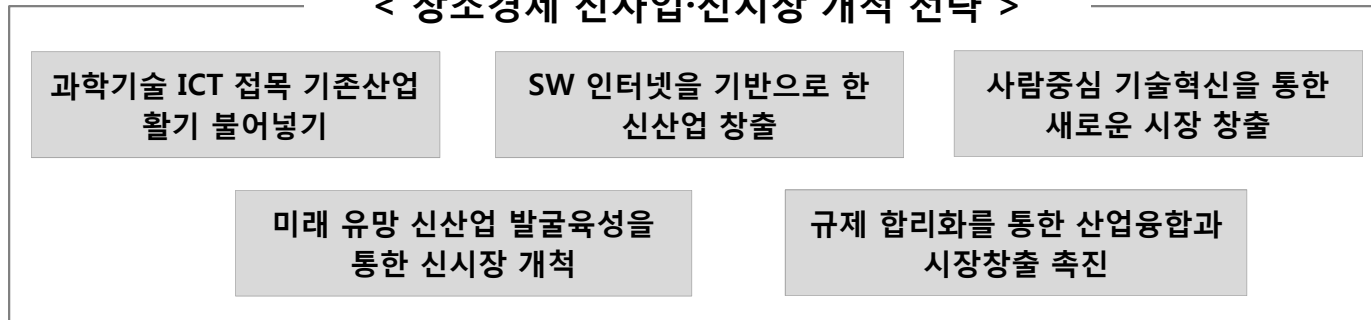 < 창조경제 신사업·신시장 개척 전략 >
과학기술 ICT 접목 기존산업
활기 불어넣기
SW 인터넷을 기반으로 한
신산업 창출
사람중심 기술혁신을 통한
새로운 시장 창출
미래 유망 신산업 발굴육성을
통한 신시장 개척
규제 합리화를 통한 산업융합과
시장창출 촉진